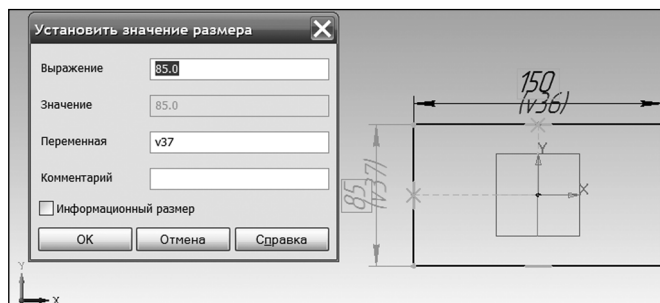 Установить значение размера
Выражение
85.0
Значение
85.0
Переменная
v37
Комментарий
Информационный размер
ОК
Отмена
Справка
150
(v36)
85
(v37)
Y
X
Y
X